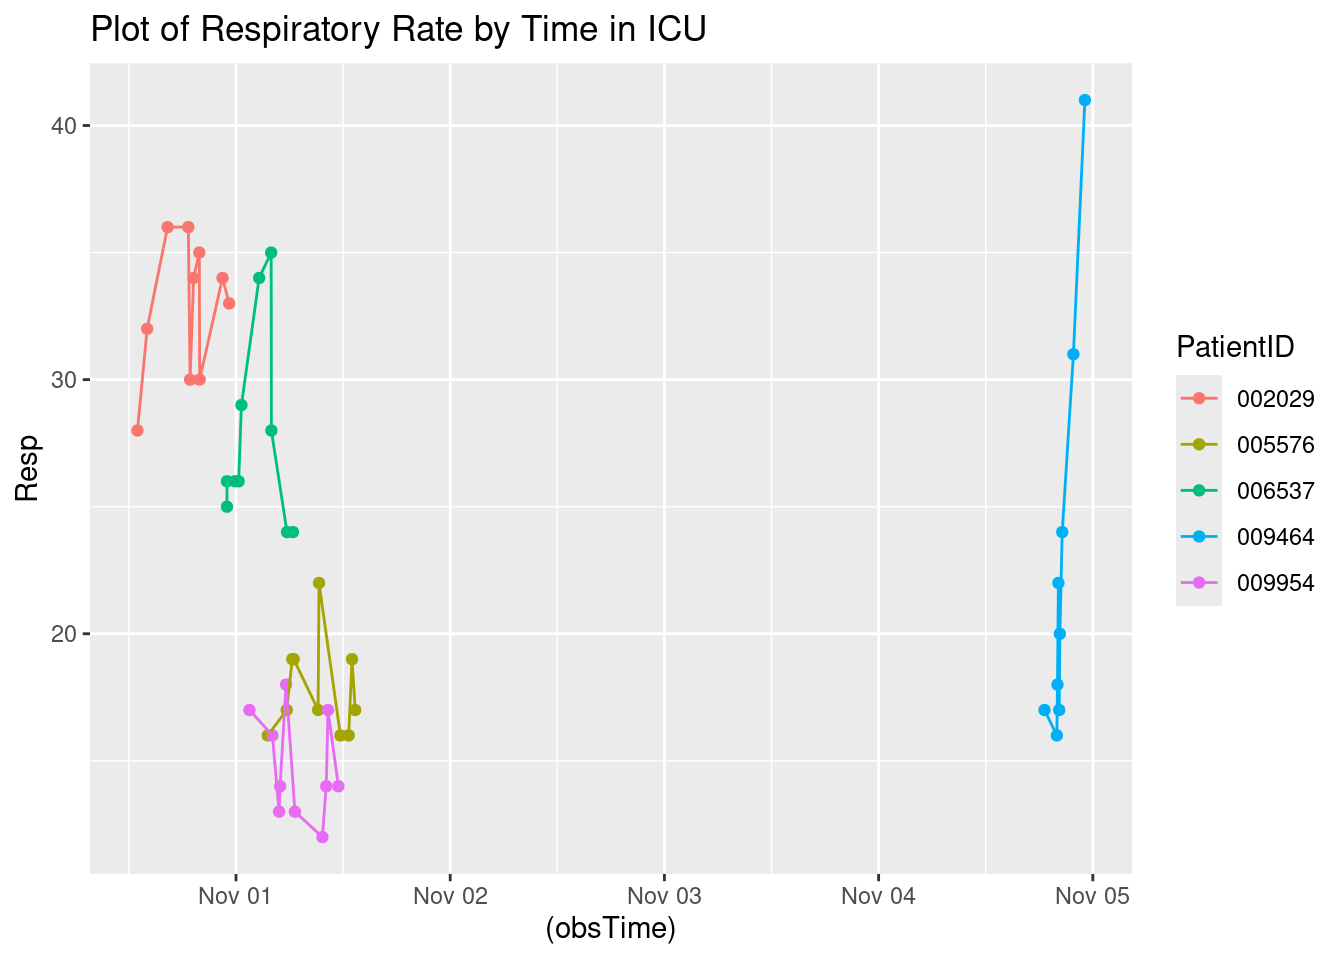 Plot of Respiratory Rate by Time in ICU
Resp
40
30
20
Nov 01
Nov 02
Nov 03
Nov 04
Nov 05
(obsTime)
PatientID
002029
005576
006537
009464
009954